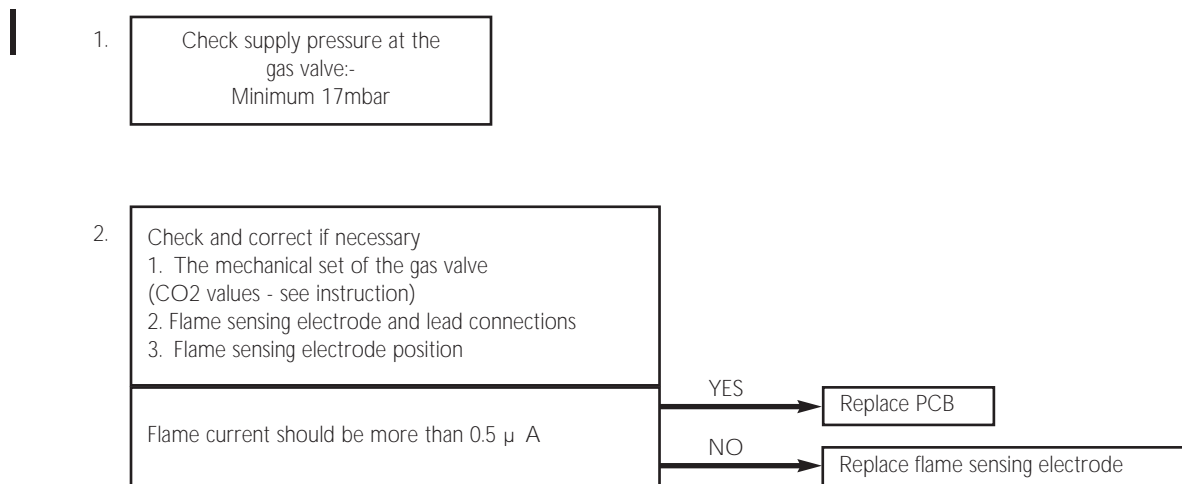 1.
Check supply pressure at the
gas valve:-
Minimum 17mbar
2.
Check and correct if necessary
1. The mechanical set of the gas valve
(CO2 values - see instruction)
2. Flame sensing electrode and lead connections
3. Flame sensing electrode position
Flame current should be more than 0.5 μ A
YES
Replace PCB
NO
Replace flame sensing electrode